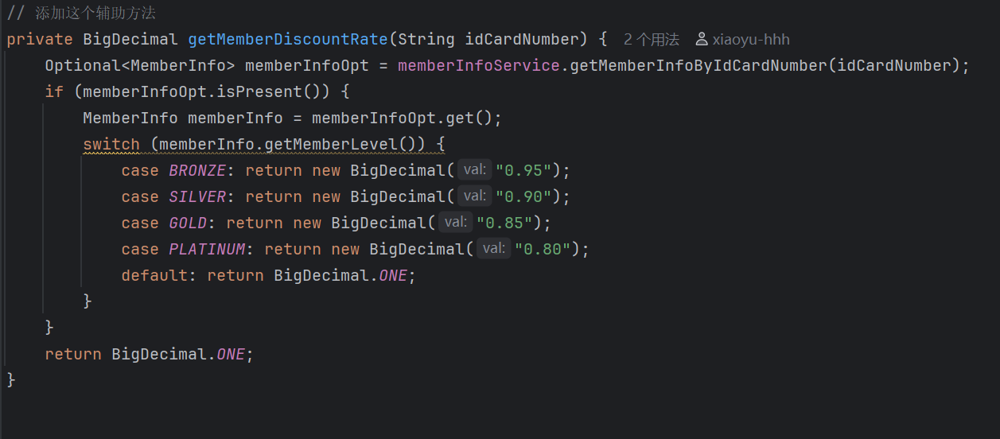 // 添加这个辅助方法
private BigDecimal getMemberDiscountRate(String idCardNumber) { 2 个用法 xiaoyu-hhh
    Optional<MemberInfo> memberInfoOpt = memberInfoService.getMemberInfoByIdCardNumber(idCardNumber);
    if (memberInfoOpt.isPresent()) {
        MemberInfo memberInfo = memberInfoOpt.get();
        switch (memberInfo.getMemberLevel()) {
            case BRONZE: return new BigDecimal( val: "0.95");
            case SILVER: return new BigDecimal( val: "0.90");
            case GOLD: return new BigDecimal( val: "0.85");
            case PLATINUM: return new BigDecimal( val: "0.80");
            default: return BigDecimal.ONE;
        }
    }
    return BigDecimal.ONE;
}